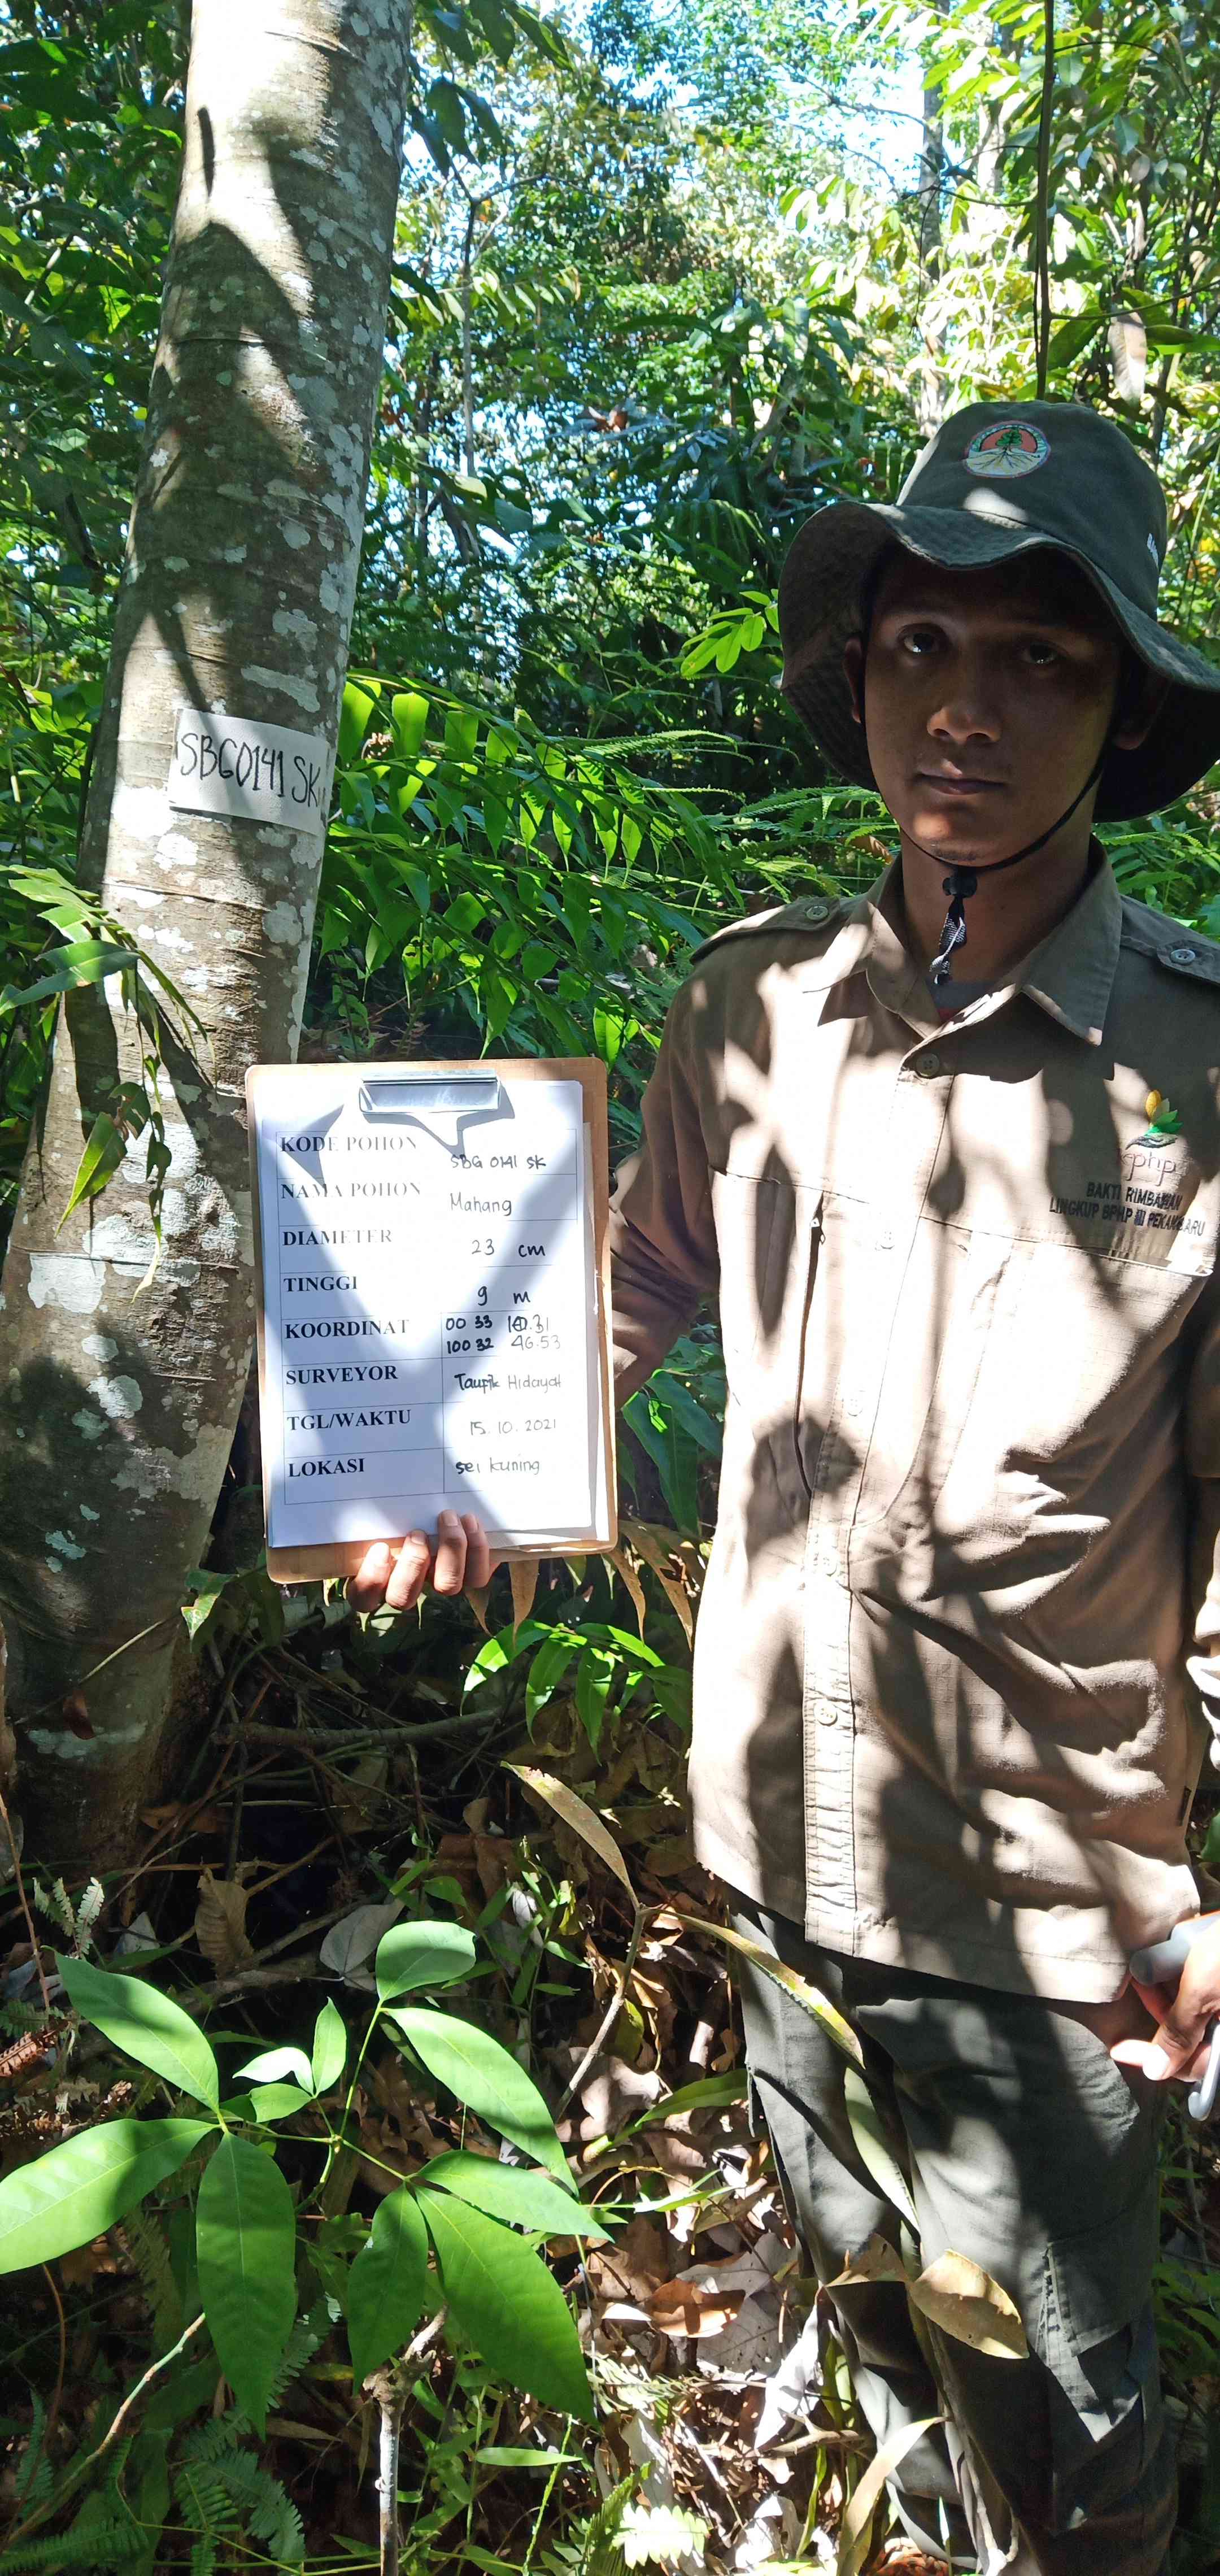 SBG0141 SK
KODE POHON SBG 0141 SK
NAMA POHON Mahang
DIAMETER 23 cm
TINGGI 9 m
KOORDINAT 00 33
100 32 46.53
SURVEYOR Taupik Hidayat
TGL/WAKTU 15.10.2021
LOKASI sei kuning
php
BAKTI RIMBAWAN
LINGKUP BPHP III PEKANBARU